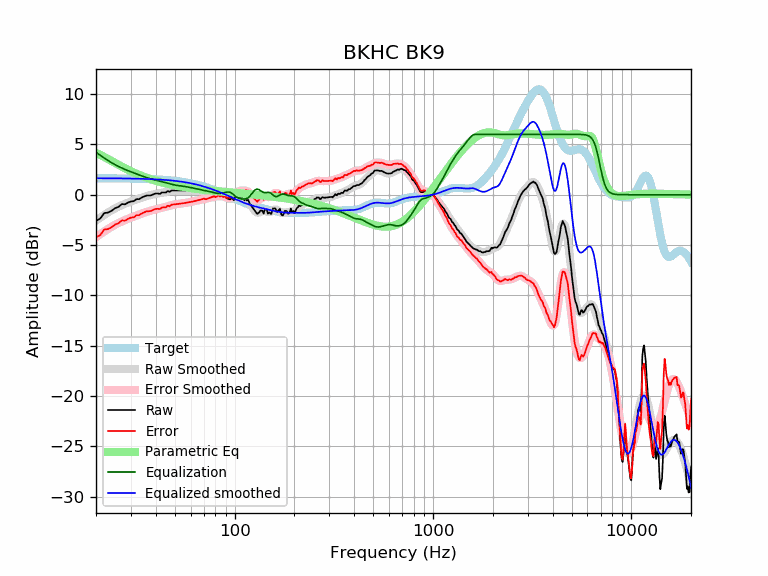 BKHC BK9
Amplitude (dBr)
10
5
0
−5
−10
−15
−20
−25
−30
Target
Raw Smoothed
Error Smoothed
Raw
Error
Parametric Eq
Equalization
Equalized smoothed
100
1000
10000
Frequency (Hz)